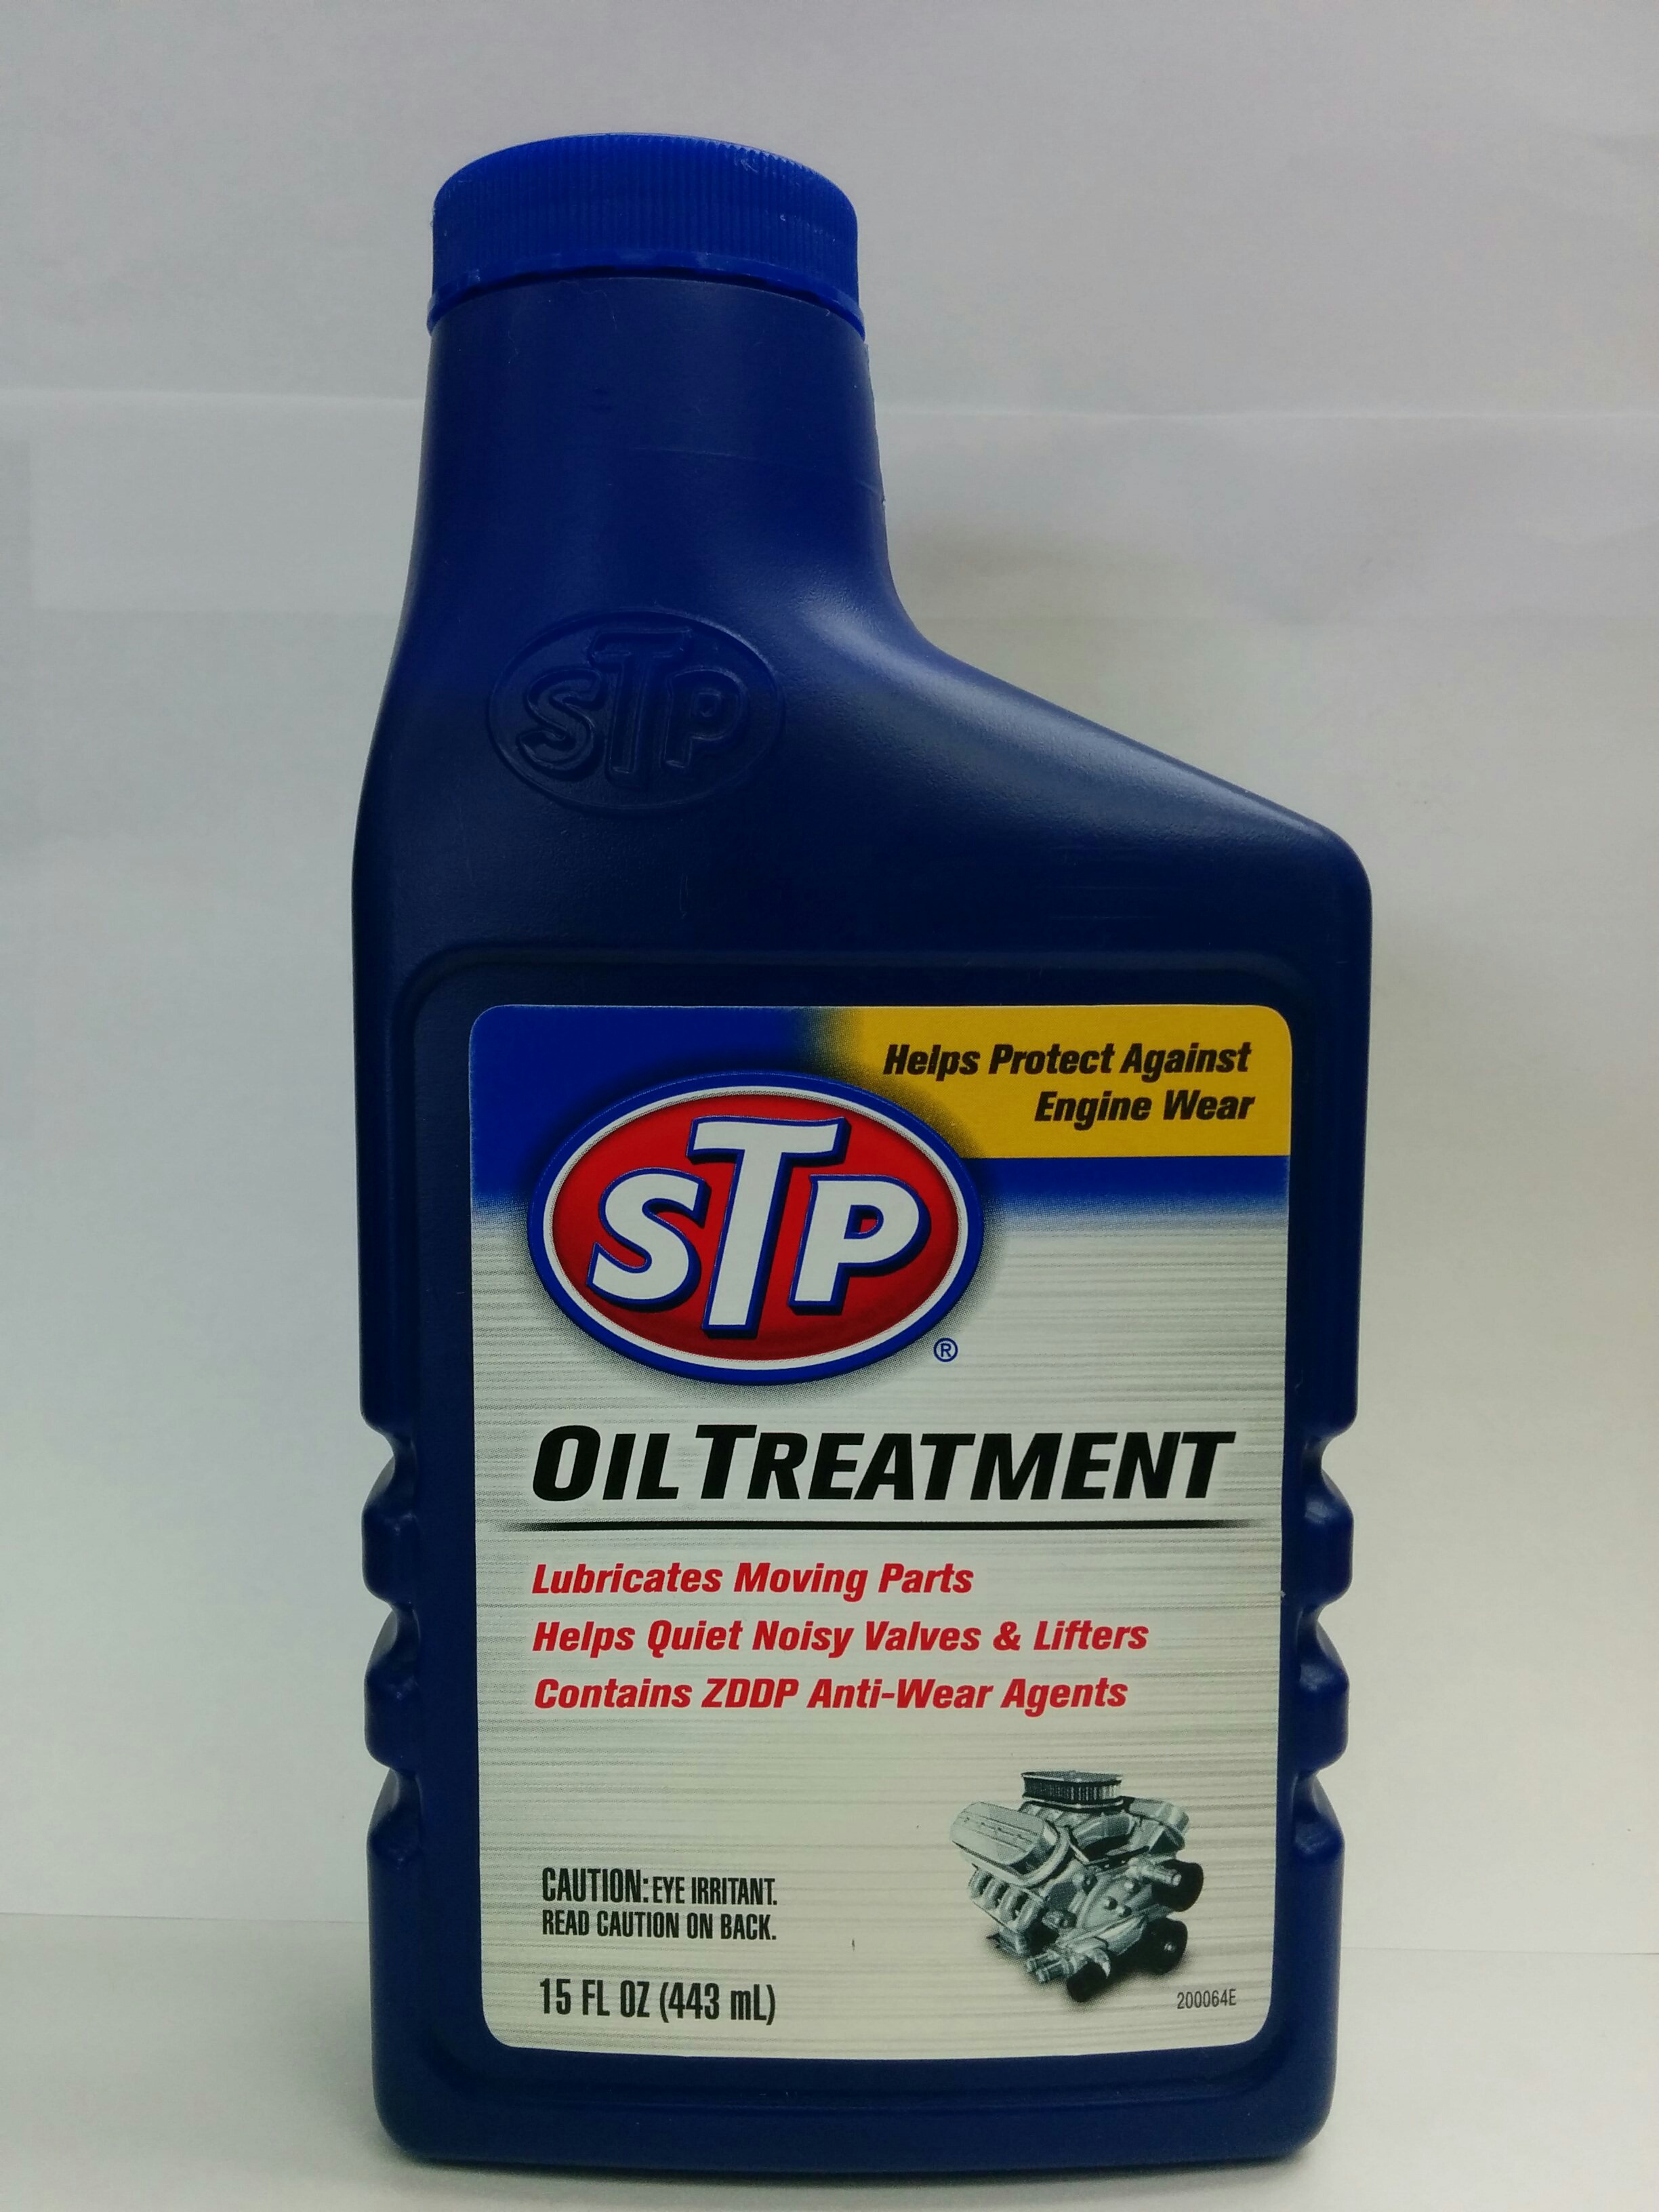 STP
Helps Protect Against
Engine Wear
STP
®
OIL TREATMENT
Lubricates Moving Parts
Helps Quiet Noisy Valves & Lifters
Contains ZDDP Anti-Wear Agents
CAUTION: EYE IRRITANT.
READ CAUTION ON BACK.
15 FL OZ (443 mL)
200064E